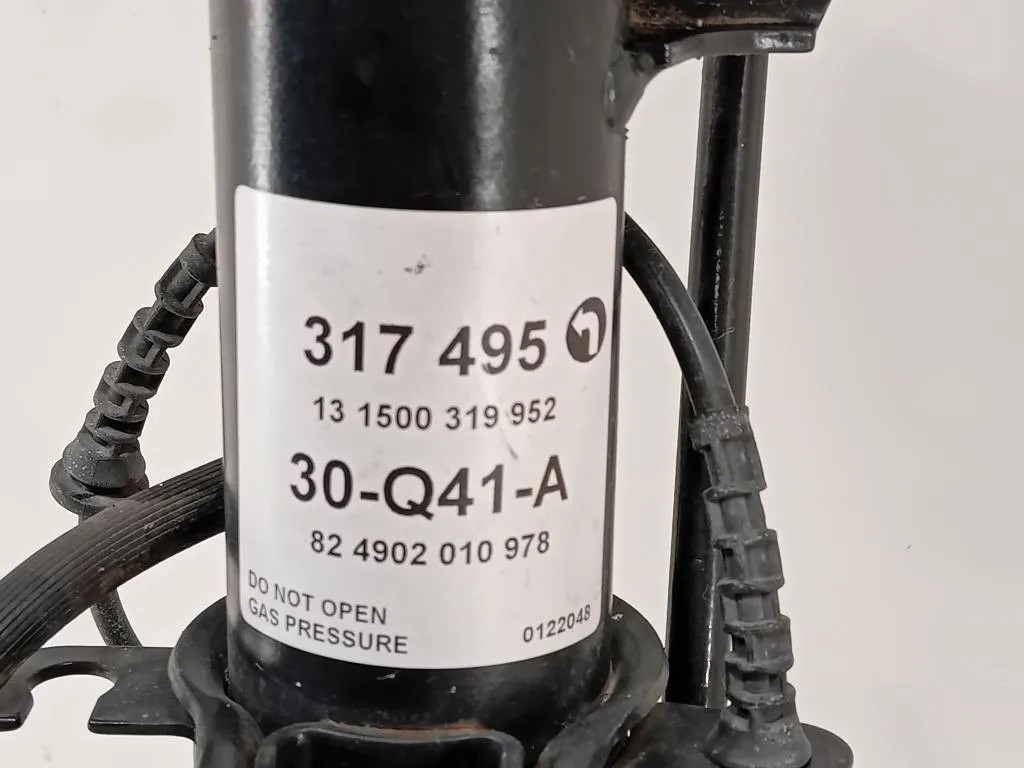 317 495
13 1500 319 952
30-Q41-A
82 4902 010 978
DO NOT OPEN
GAS PRESSURE
0122048